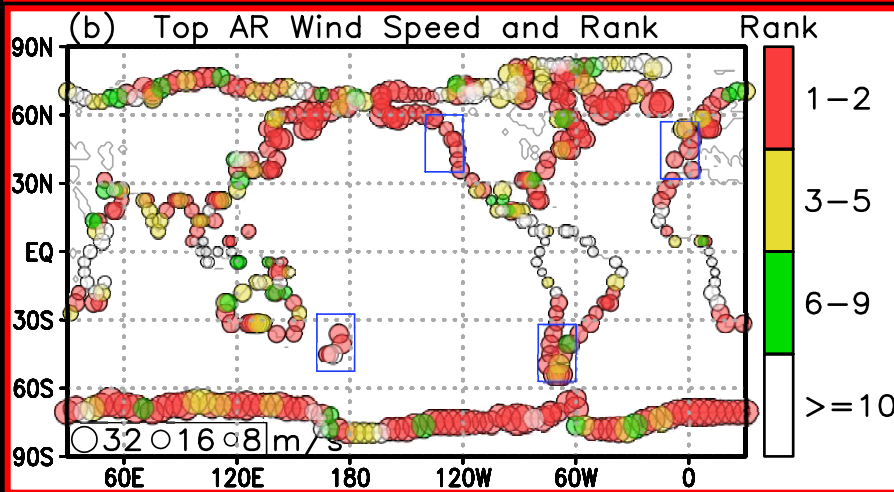 (b) Top AR Wind Speed and Rank Rank
90N
60N
30N
EQ
30S
60S
90S
1-2
3-5
6-9
>=10
32 16 8 m/s
60E 120E 180 120W 60W 0